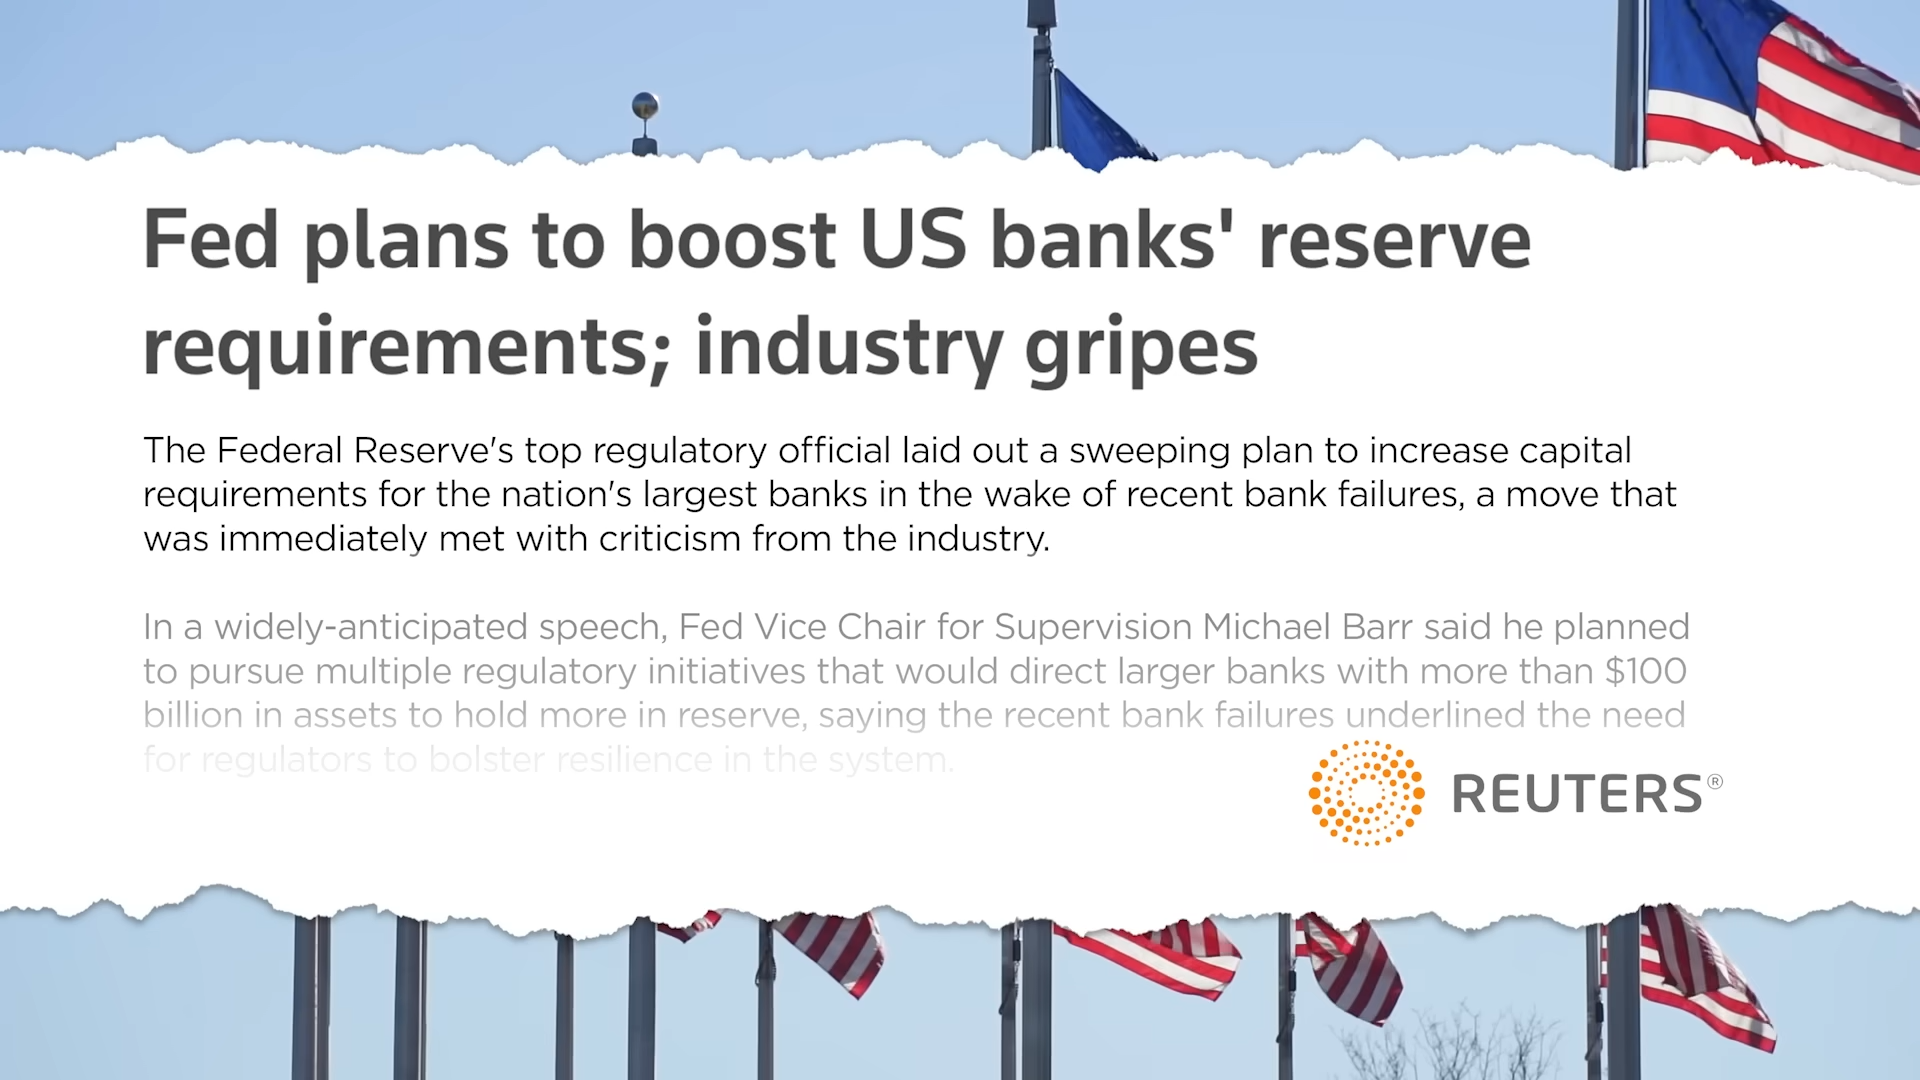 Fed plans to boost US banks' reserve
requirements; industry gripes
The Federal Reserve's top regulatory official laid out a sweeping plan to increase capital
requirements for the nation's largest banks in the wake of recent bank failures, a move that
was immediately met with criticism from the industry.
In a widely-anticipated speech, Fed Vice Chair for Supervision Michael Barr said he planned
to pursue multiple regulatory initiatives that would direct larger banks with more than $100
billion in assets to hold more in reserve, saying the recent bank failures underlined the need
for regulators to bolster resilience in the system.
REUTERS®